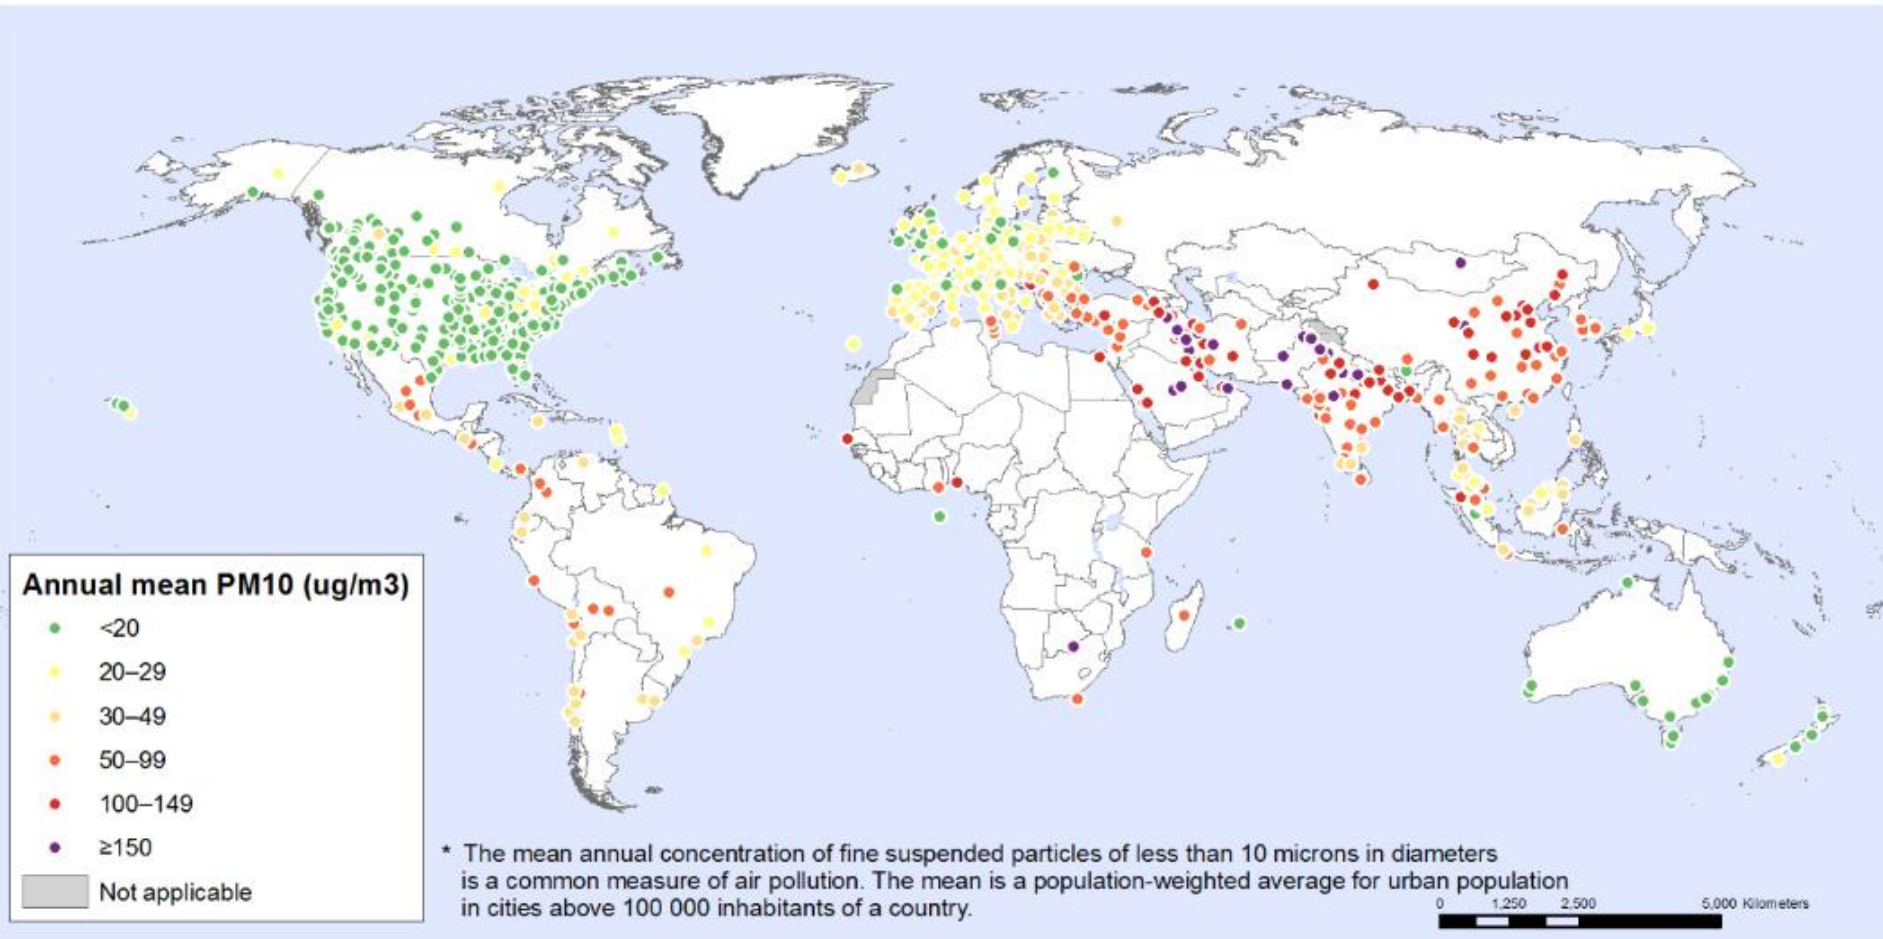 Annual mean PM10 (ug/m3)
<20
20–29
30–49
50–99
100–149
≥150
Not applicable
* The mean annual concentration of fine suspended particles of less than 10 microns in diameters
is a common measure of air pollution. The mean is a population-weighted average for urban population
in cities above 100 000 inhabitants of a country.
0 1,250 2,500 5,000 Kilometers